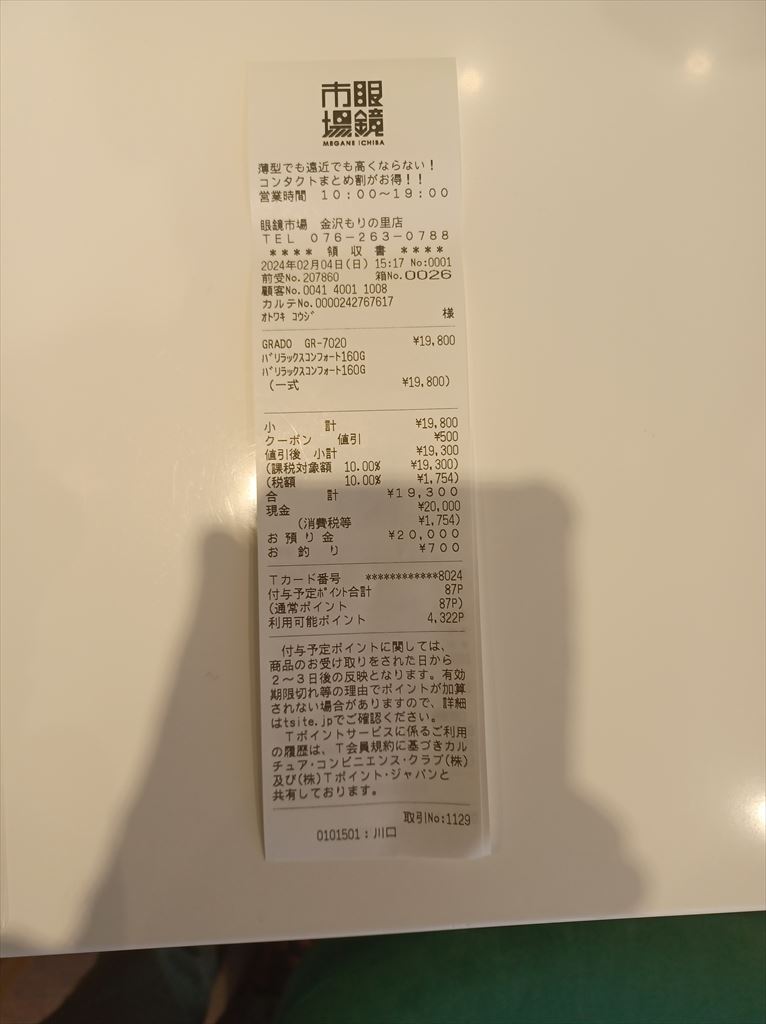 眼鏡
市場
MEGANE ICHIBA
薄型でも遠近でも高くならない!
コンタクトまとめ割がお得!!
営業時間 10:00~19:00
眼鏡市場 金沢もりの里店
TEL 076-263-0788
**** 領 収 書 ****
2024年02月04日(日) 15:17 No:0001
前受No.207860 箱No.0026
顧客No.0041 4001 1008
カルテNo.0000242767617
オトワキ コウジ 様
GRADO GR-7020 ¥19,800
バリラックスコンフォート160G
バリラックスコンフォート160G
(一式 ¥19,800)
小 計 ¥19,800
クーポン 値引 ¥500
値引後 小計 ¥19,300
(課税対象額 10.00% ¥19,300)
(税額 10.00% ¥1,754)
合 計 ¥19,300
現金 ¥20,000
(消費税等 ¥1,754)
お 預 り 金 ¥20,000
お 釣 り ¥700
Tカード番号 ************8024
付与予定ポイント合計 87P
(通常ポイント 87P)
利用可能ポイント 4,322P
付与予定ポイントに関しては、
商品のお受け取りをされた日から
2~3日後の反映となります。有効
期限切れ等の理由でポイントが加算
されない場合がありますので、詳細
はtsite.jpでご確認ください。
Tポイントサービスに係るご利用
の履歴は、T会員規約に基づきカル
チュア・コンビニエンス・クラブ(株)
及び(株)Tポイント・ジャパンと
共有しております。
取引No:1129
0101501:川口